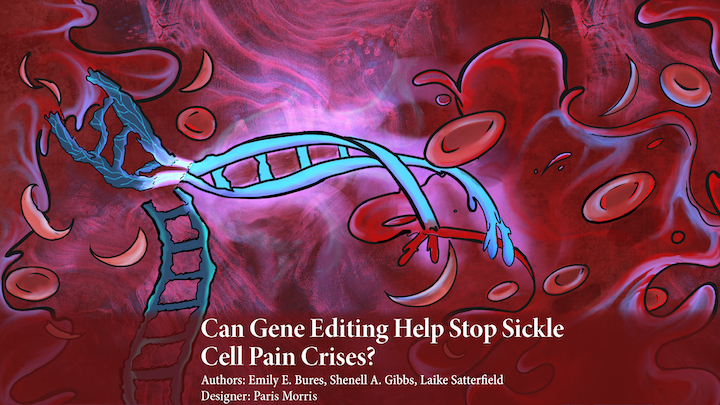 Can Gene Editing Help Stop Sickle
Cell Pain Crises?
Authors: Emily E. Bures, Shenell A. Gibbs, Laike Satterfield
Designer: Paris Morris